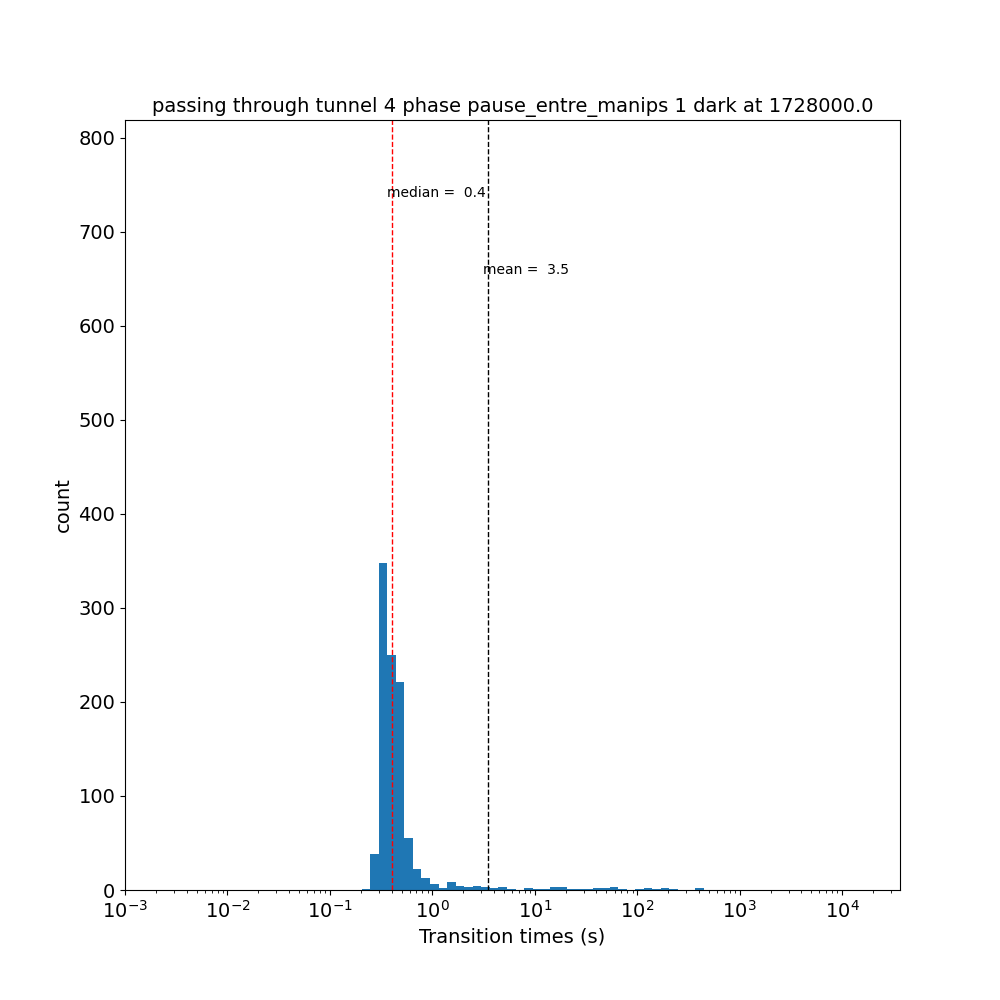 passing through tunnel 4 phase pause_entre_manips 1 dark at 1728000.0
800
median =  0.4
700
mean =  3.5
600
500
count
400
300
200
100
0
10⁻³ 10⁻² 10⁻¹ 10⁰ 10¹ 10² 10³ 10⁴
Transition times (s)